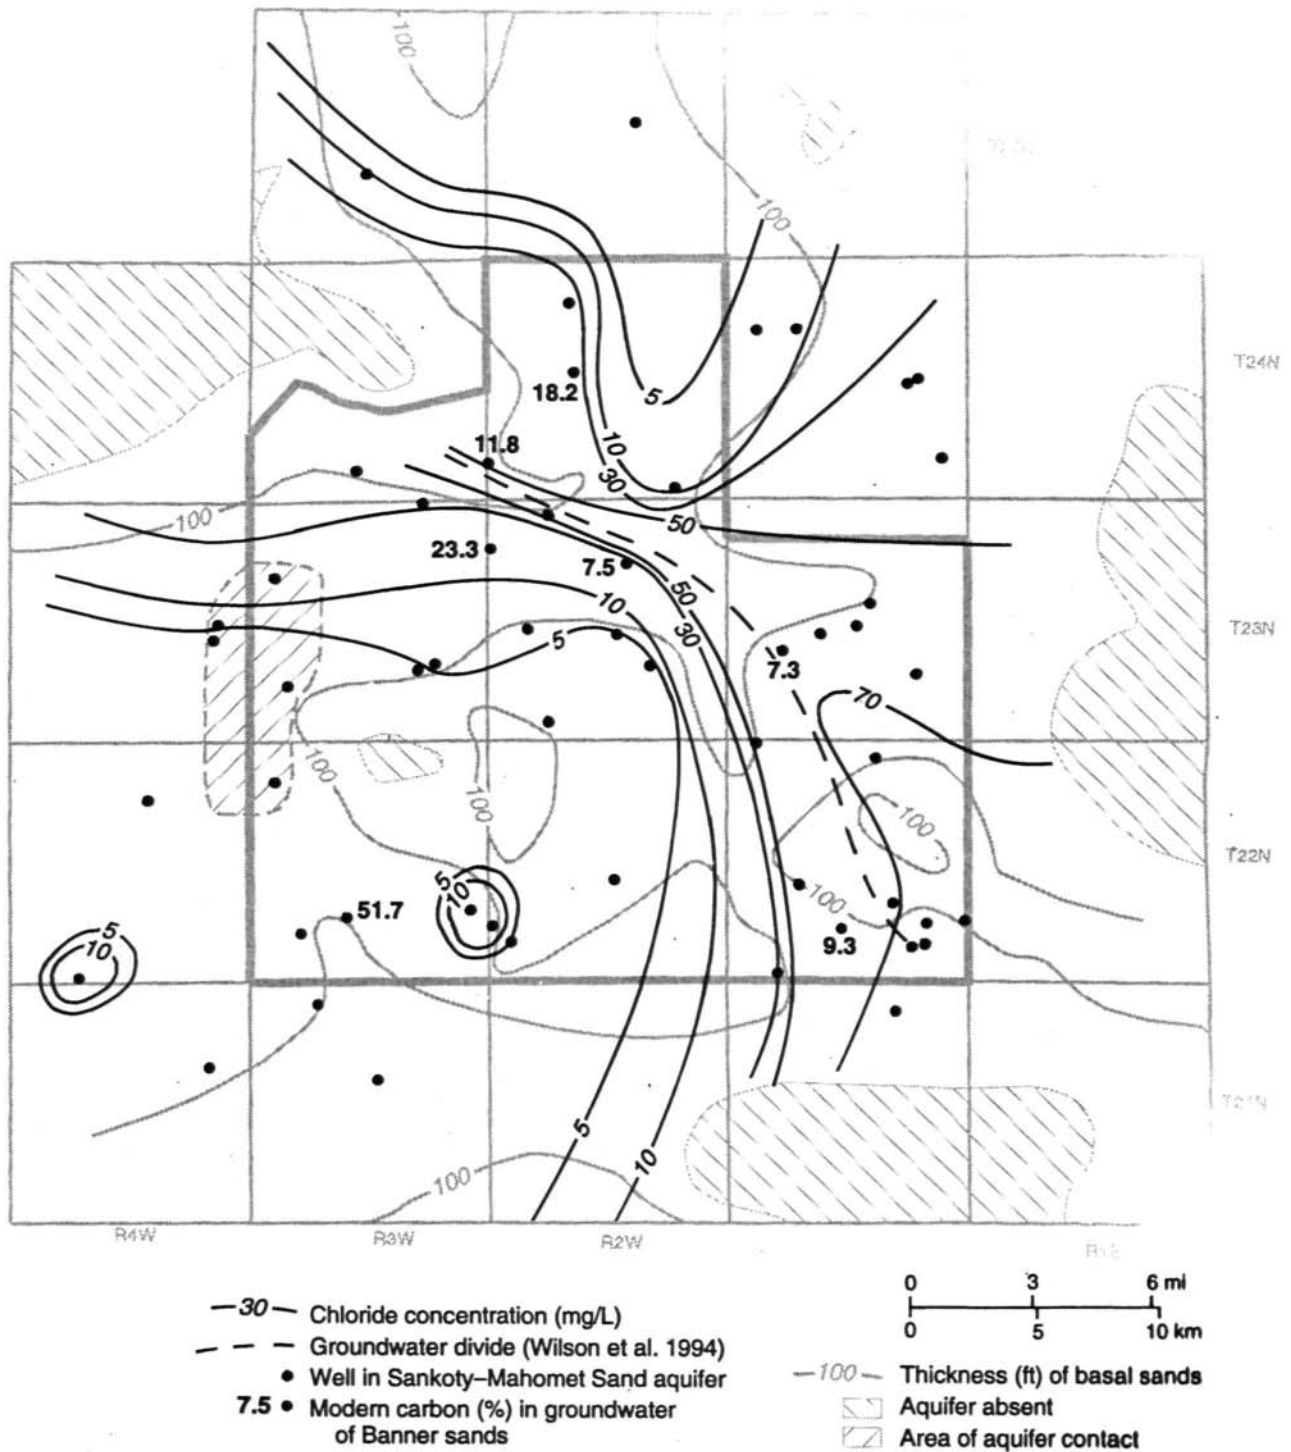 100
100
T24N
5
18.2
10
11.8
30
100
50
23.3
7.5
50
10
30
5
T23N
7.3
70
100
100
100
T22N
5
10
51.7
100
9.3
5
10
T21N
5
10
100
R4W
R3W
R2W
0 3 6 mi
0 5 10 km
30 Chloride concentration (mg/L)
Groundwater divide (Wilson et al. 1994)
Well in Sankoty–Mahomet Sand aquifer
7.5 Modern carbon (%) in groundwater
of Banner sands
100 Thickness (ft) of basal sands
Aquifer absent
Area of aquifer contact